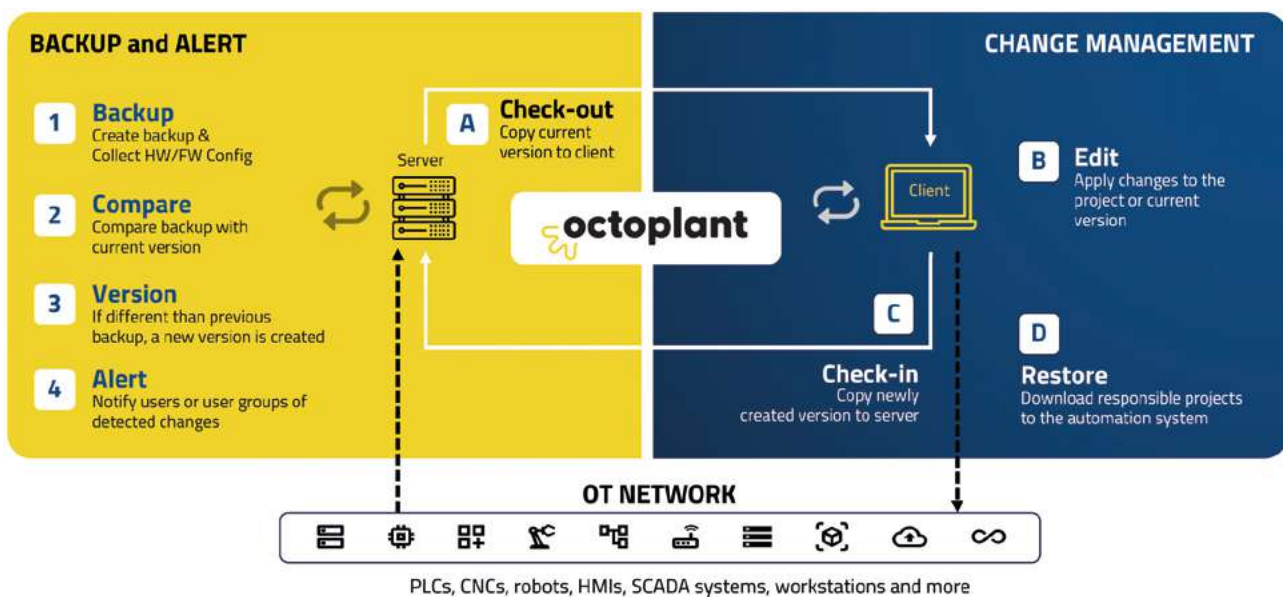 BACKUP and ALERT
1
Backup
Create backup &
Collect HW/FW Config
2
Compare
Compare backup with
current version
3
Version
If different than previous
backup, a new version is created
4
Alert
Notify users or user groups of
detected changes
Server
A
Check-out
Copy current
version to client
octoplant
CHANGE MANAGEMENT
Client
B
Edit
Apply changes to the
project or current
version
C
Check-in
Copy newly
created version to server
D
Restore
Download responsible projects
to the automation system
OT NETWORK
PLCs, CNCs, robots, HMIs, SCADA systems, workstations and more